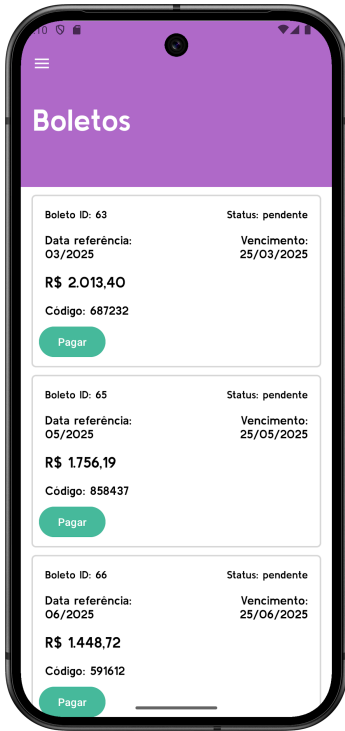 Boletos
Boleto ID: 63 Status: pendente
Data referência: Vencimento:
03/2025 25/03/2025
R$ 2.013,40
Código: 687232
Pagar
Boleto ID: 65 Status: pendente
Data referência: Vencimento:
05/2025 25/05/2025
R$ 1.756,19
Código: 858437
Pagar
Boleto ID: 66 Status: pendente
Data referência: Vencimento:
06/2025 25/06/2025
R$ 1.448,72
Código: 591612
Pagar